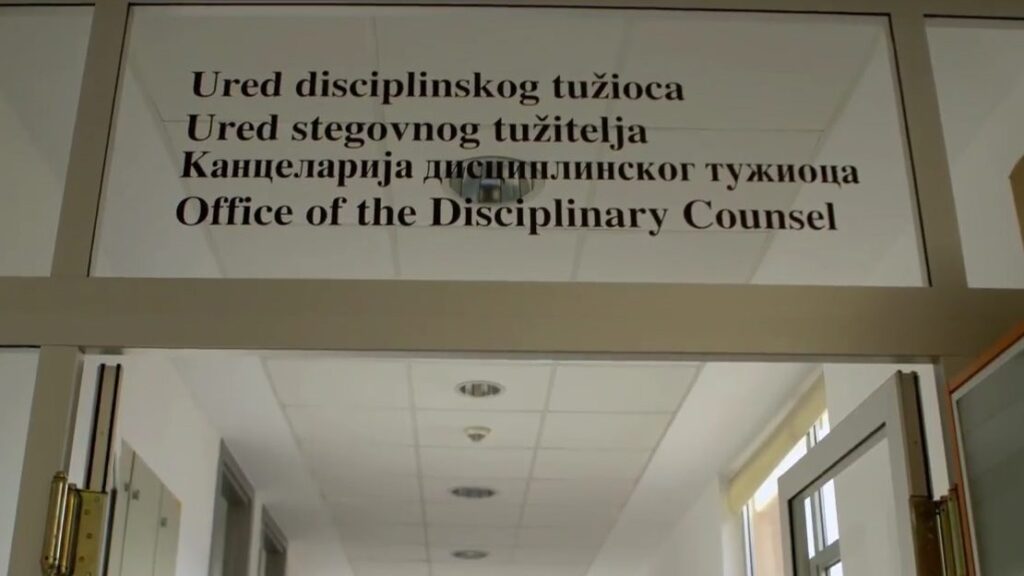 Ured disciplinskog tužioca
Ured stegovnog tužitelja
Канцеларија дисциплинског тужиоца
Office of the Disciplinary Counsel